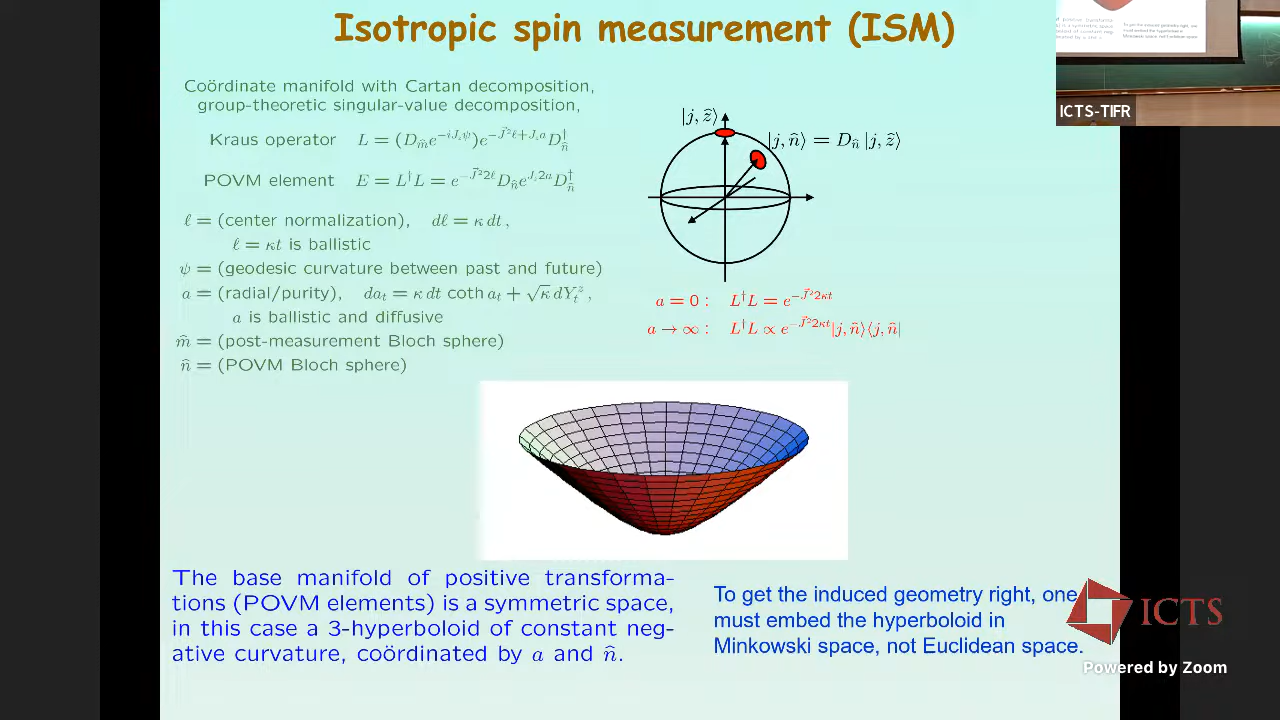 Isotropic spin measurement (ISM)
Coördinate manifold with Cartan decomposition,
group-theoretic singular-value decomposition,
Kraus operator L = (D_m̂ e^{-iJ_zψ})e^{-J⃗²ℓ+J_za}D†_n̂
POVM element E = L†L = e^{-J⃗²2ℓ}D_n̂e^{J_z2a}D†_n̂
ℓ = (center normalization), dℓ = κ dt,
ℓ = κt is ballistic
ψ = (geodesic curvature between past and future)
a = (radial/purity), da_t = κ dt coth a_t + √κ dY_t^z,
a is ballistic and diffusive
m̂ = (post-measurement Bloch sphere)
n̂ = (POVM Bloch sphere)
|j, ẑ⟩
|j, n̂⟩ = D_n̂ |j, ẑ⟩
a = 0 : L†L = e^{-J⃗²2κt}
a → ∞ : L†L ∝ e^{-J⃗²2κt}|j, n̂⟩⟨j, n̂|
The base manifold of positive transforma-
tions (POVM elements) is a symmetric space,
in this case a 3-hyperboloid of constant neg-
ative curvature, coördinated by a and n̂.
To get the induced geometry right, one
must embed the hyperboloid in
Minkowski space, not Euclidean space.
ICTS-TIFR
ICTS
Powered by Zoom